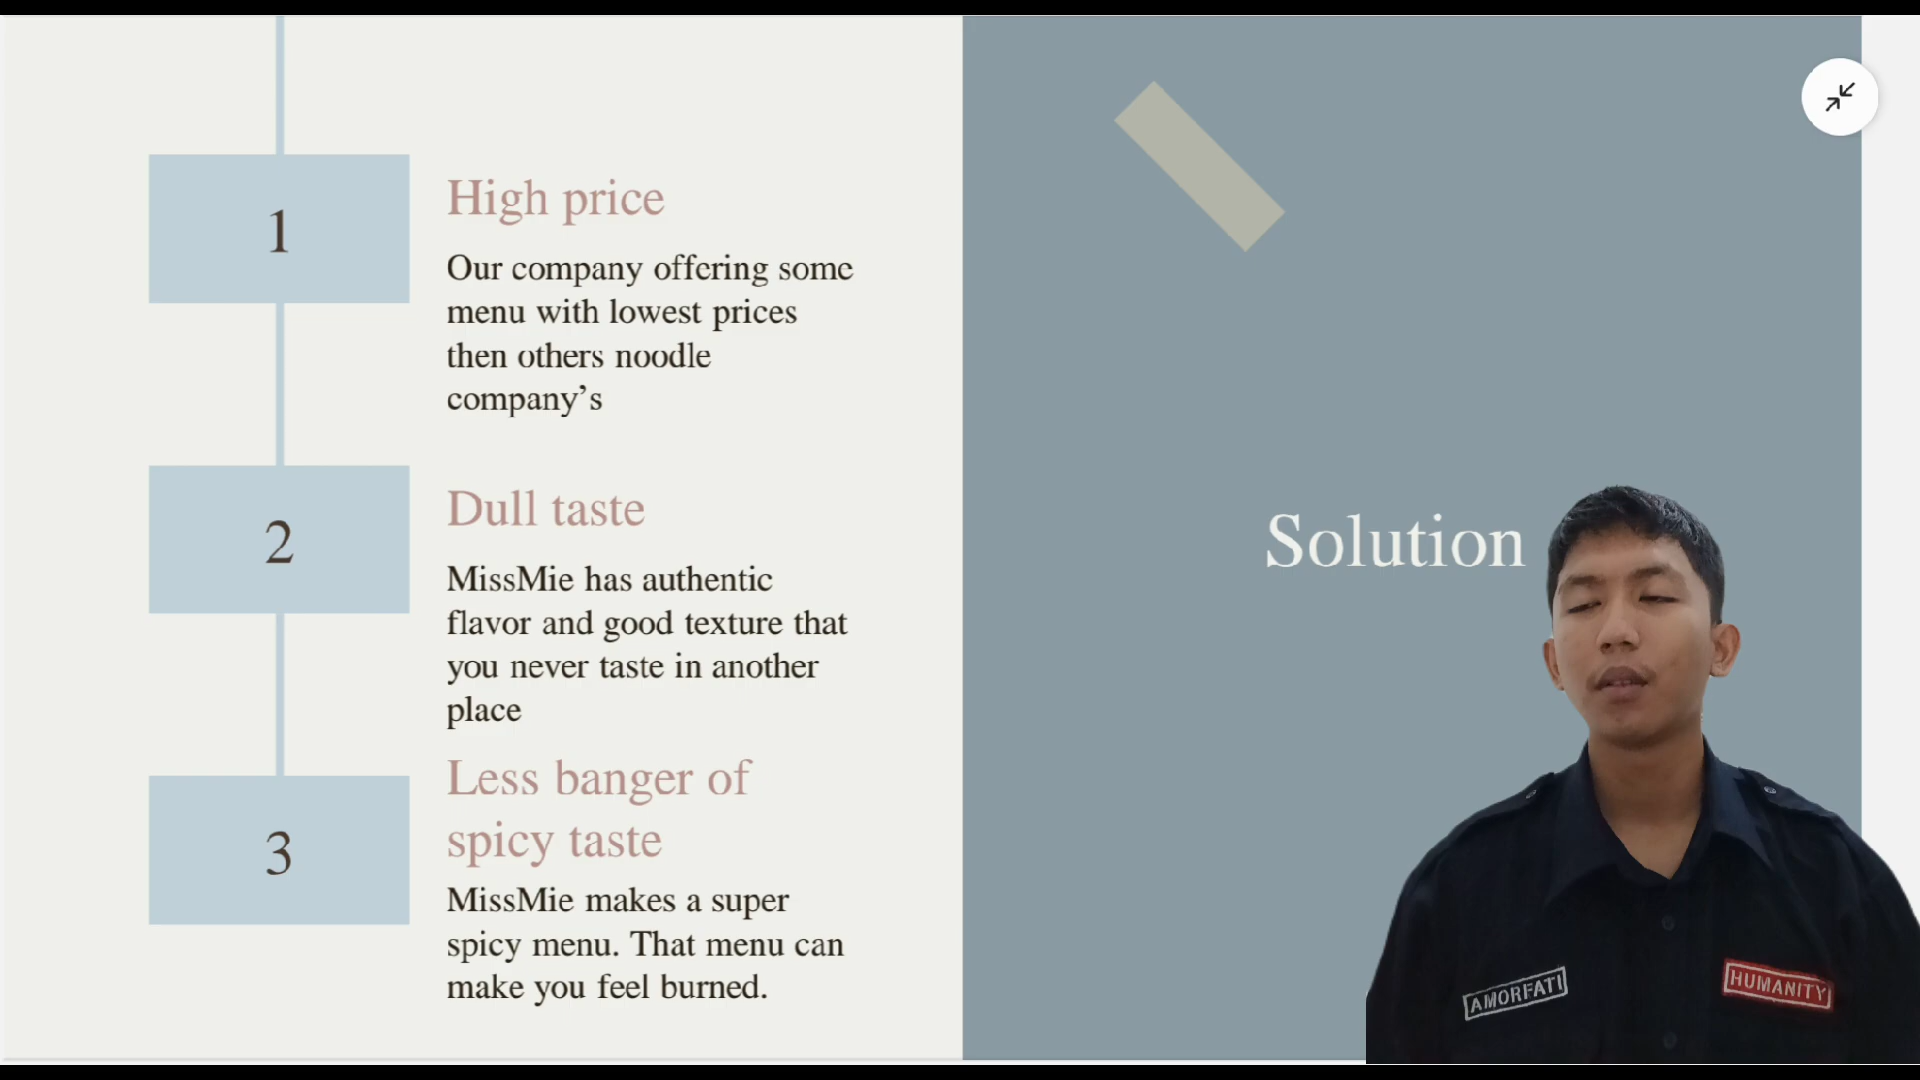 1
High price
Our company offering some
menu with lowest prices
then others noodle
company’s
2
Dull taste
MissMie has authentic
flavor and good texture that
you never taste in another
place
3
Less banger of
spicy taste
MissMie makes a super
spicy menu. That menu can
make you feel burned.
Solution
AMORFATI
HUMANITY